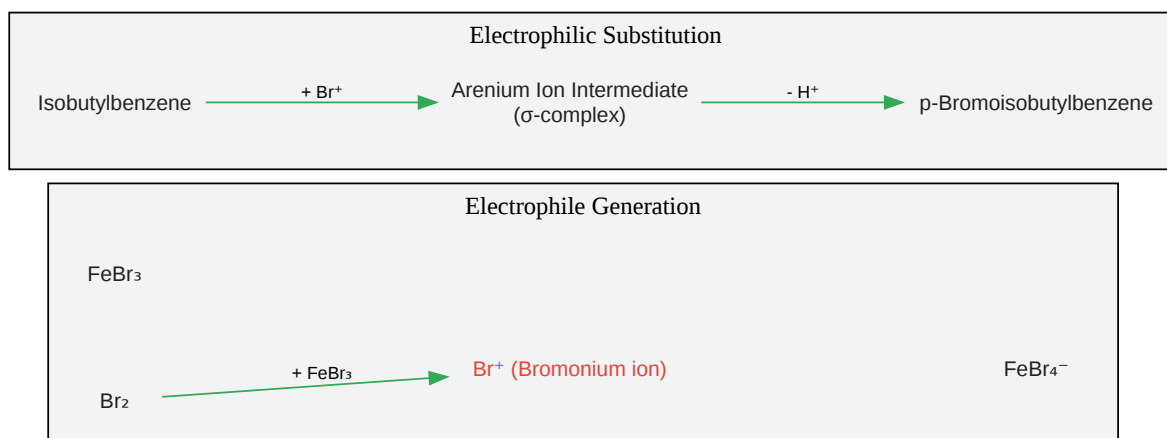 Electrophilic Substitution
Isobutylbenzene
+ Br⁺
Arenium Ion Intermediate
(σ-complex)
- H⁺
p-Bromoisobutylbenzene
Electrophile Generation
FeBr₃
Br₂
+ FeBr₃
Br⁺ (Bromonium ion)
FeBr₄⁻